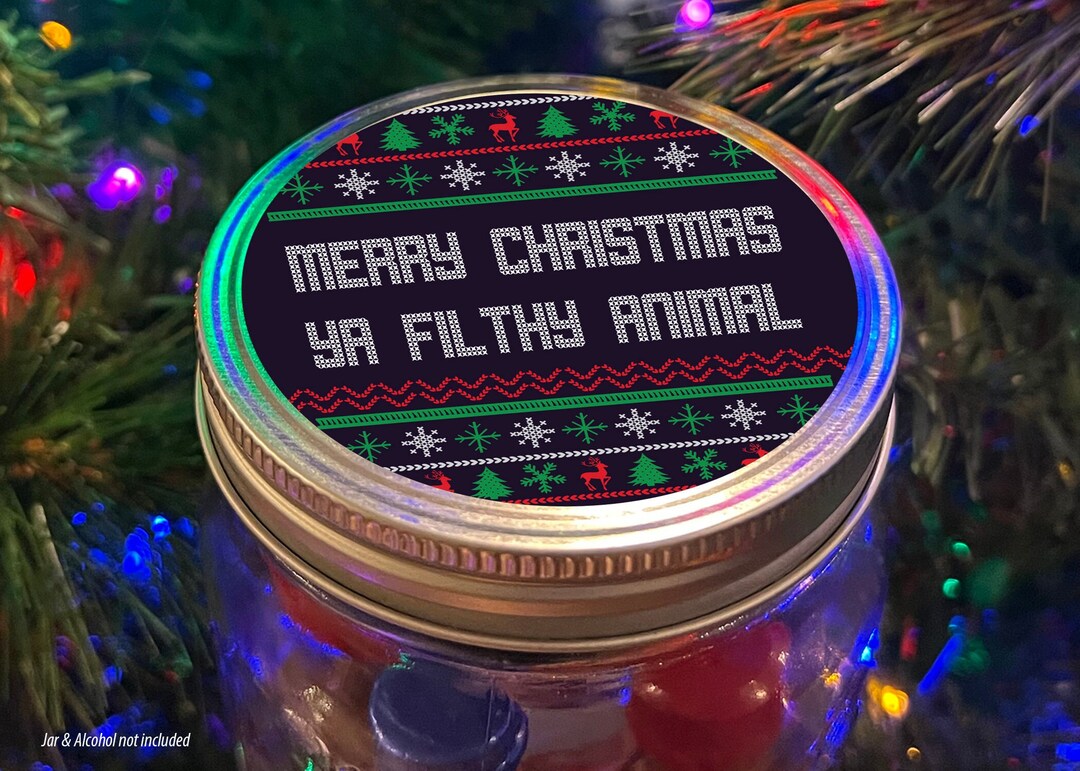 MERRY CHRISTMAS
YA FILTHY ANIMAL
Jar & Alcohol not included